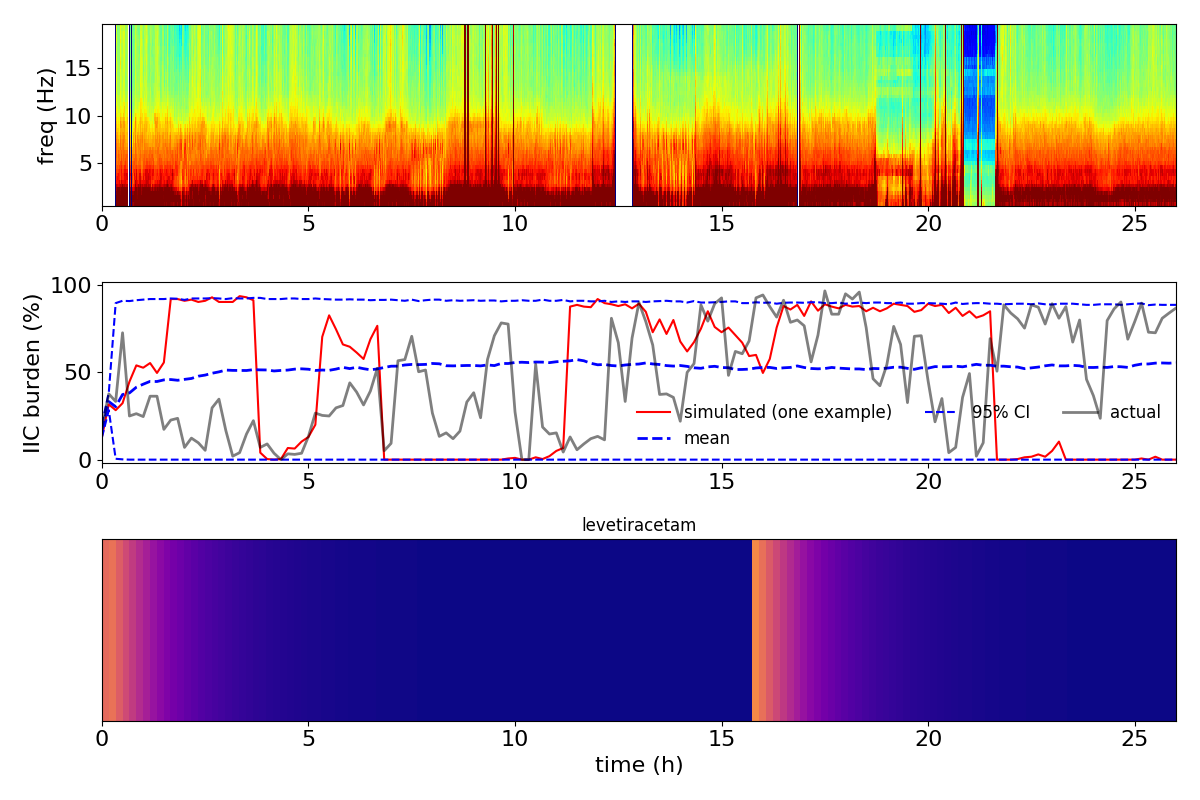 15
10
5
freq (Hz)
0 5 10 15 20 25
100
50
0
IIC burden (%)
simulated (one example) 95% CI actual
mean
0 5 10 15 20 25
levetiracetam
0 5 10 15 20 25
time (h)